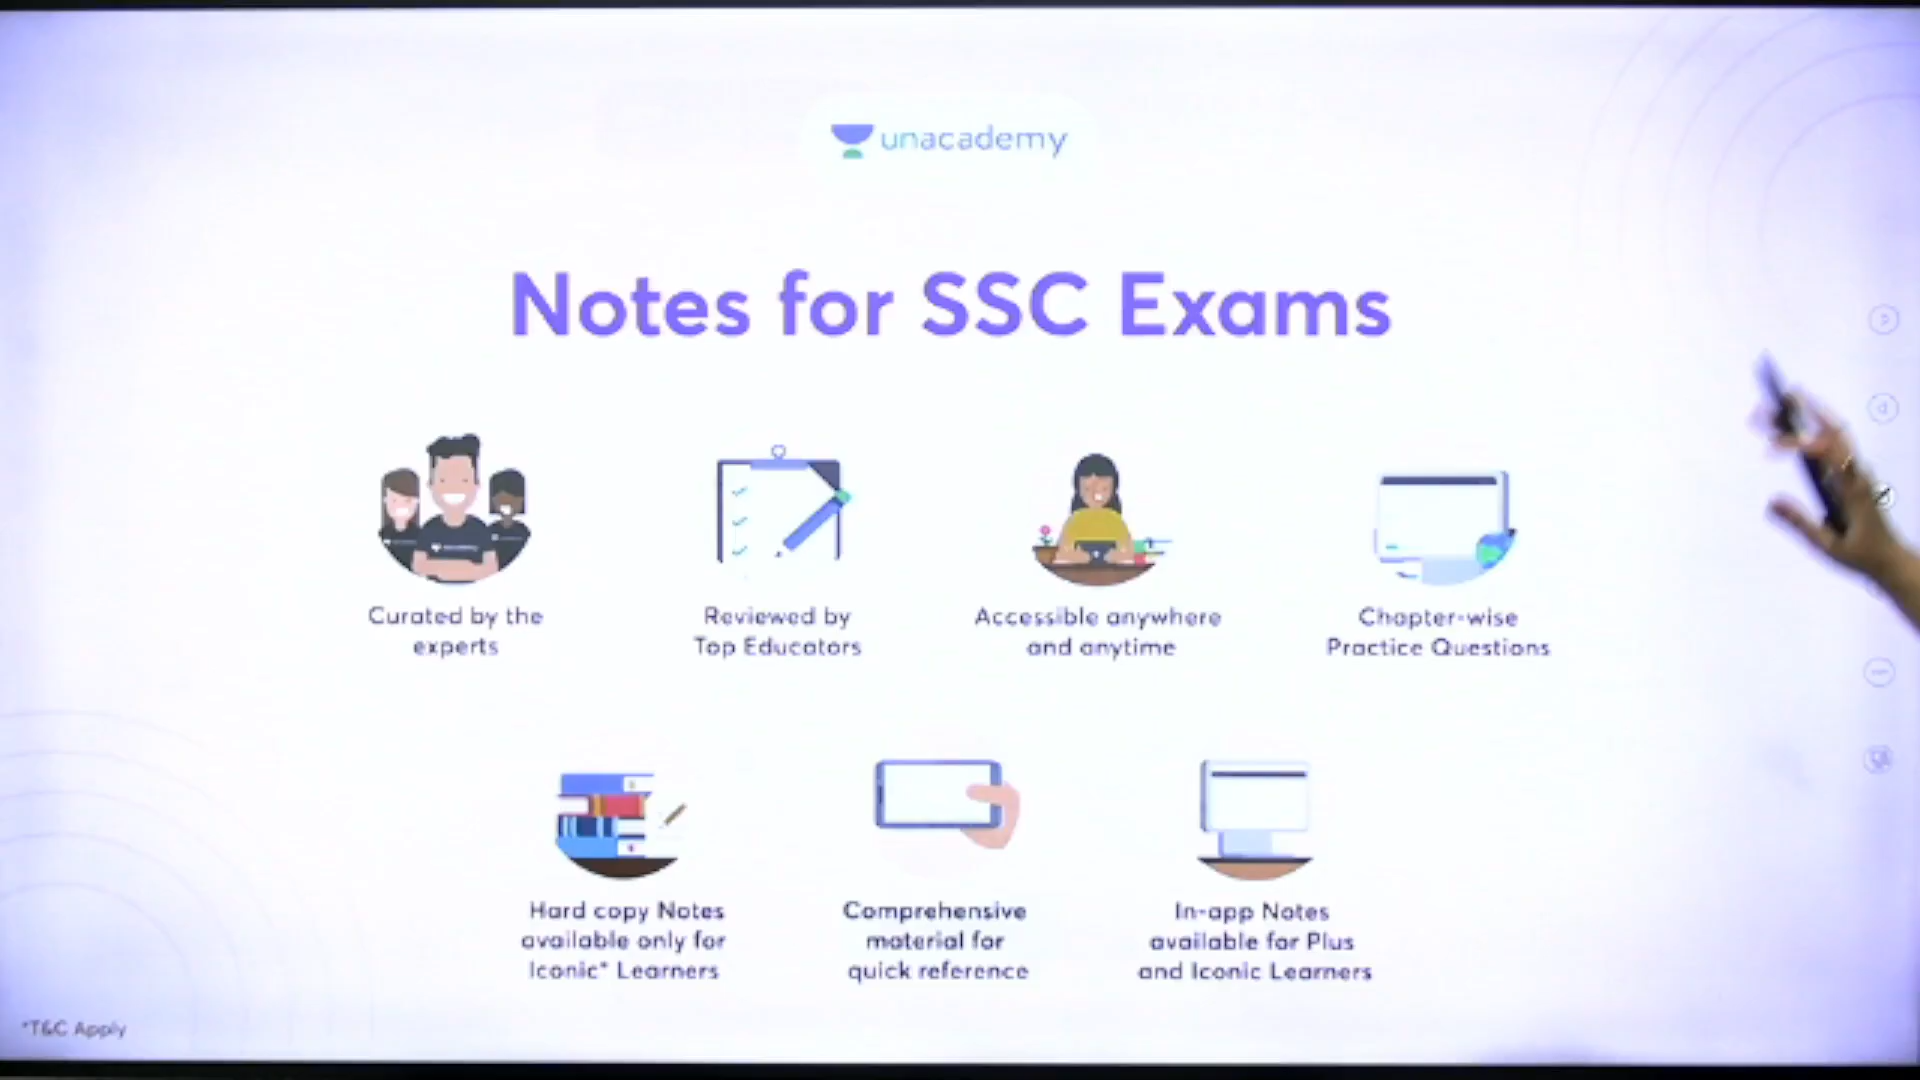 unacademy
Notes for SSC Exams
Curated by the
experts
Reviewed by
Top Educators
Accessible anywhere
and anytime
Chapter-wise
Practice Questions
Hard copy Notes
available only for
Iconic* Learners
Comprehensive
material for
quick reference
In-app Notes
available for Plus
and Iconic Learners
*T&C Apply